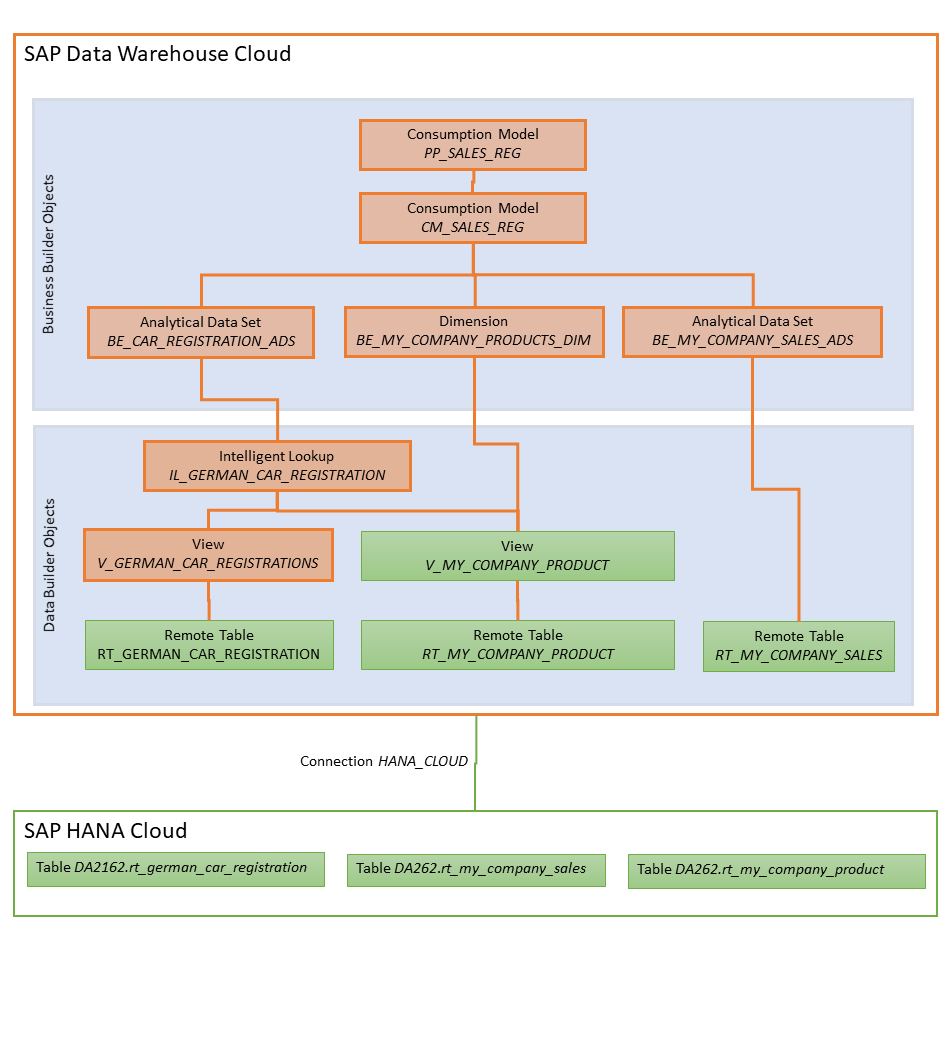 SAP Data Warehouse Cloud
Business Builder Objects
Consumption Model
PP_SALES_REG
Consumption Model
CM_SALES_REG
Analytical Data Set
BE_CAR_REGISTRATION_ADS
Dimension
BE_MY_COMPANY_PRODUCTS_DIM
Analytical Data Set
BE_MY_COMPANY_SALES_ADS
Data Builder Objects
Intelligent Lookup
IL_GERMAN_CAR_REGISTRATION
View
V_GERMAN_CAR_REGISTRATIONS
View
V_MY_COMPANY_PRODUCT
Remote Table
RT_GERMAN_CAR_REGISTRATION
Remote Table
RT_MY_COMPANY_PRODUCT
Remote Table
RT_MY_COMPANY_SALES
Connection HANA_CLOUD
SAP HANA Cloud
Table DA2162.rt_german_car_registration
Table DA262.rt_my_company_sales
Table DA262.rt_my_company_product